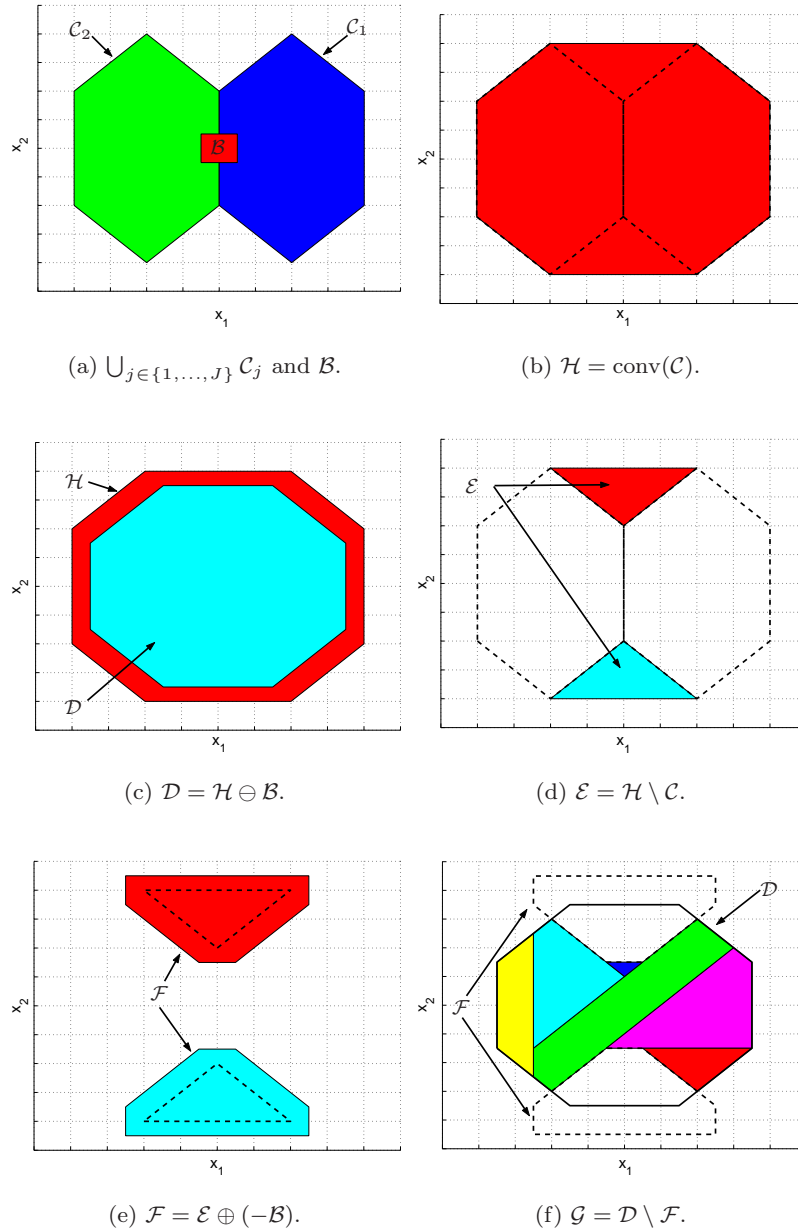 𝒞₂
𝒞₁
ℬ
x₂
x₁
(a) ⋃_{j∈{1,...,J}} 𝒞ⱼ and ℬ.
x₂
x₁
(b) ℋ = conv(𝒞).
ℋ
𝒟
x₂
x₁
(c) 𝒟 = ℋ ⊖ ℬ.
ℰ
x₂
x₁
(d) ℰ = ℋ \ 𝒞.
ℱ
x₂
x₁
(e) ℱ = ℰ ⊕ (−ℬ).
𝒟
ℱ
x₂
x₁
(f) 𝒢 = 𝒟 \ ℱ.